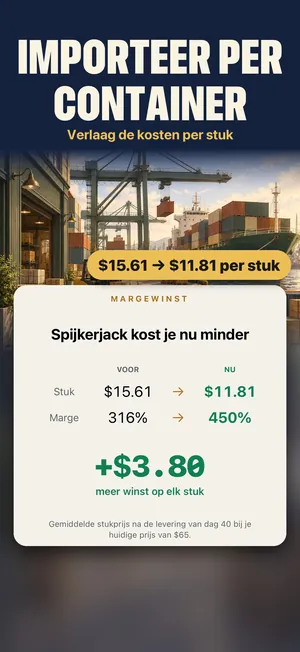 IMPORTEER PER
CONTAINER
Verlaag de kosten per stuk
$15.61 → $11.81 per stuk
MARGEWINST
Spijkerjack kost je nu minder
VOOR NU
Stuk $15.61 → $11.81
Marge 316% → 450%
+$3.80
meer winst op elk stuk
Gemiddelde stukprijs na de levering van dag 40 bij je
huidige prijs van $65.